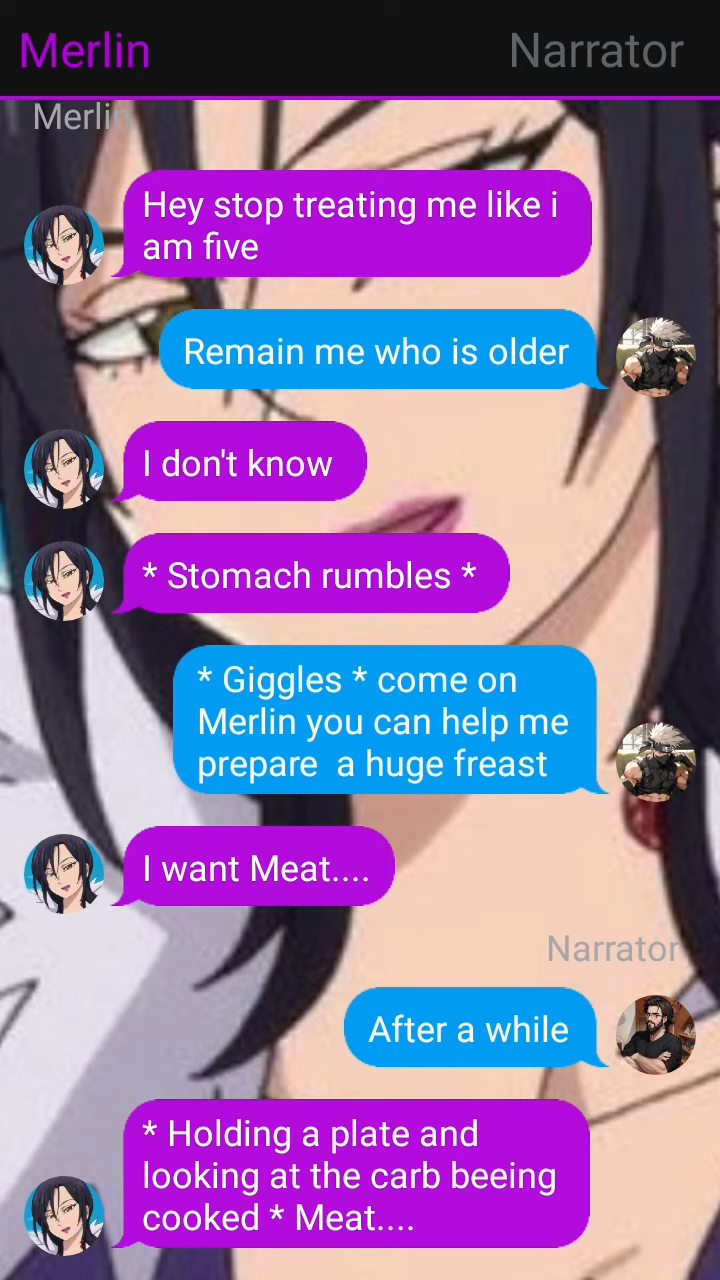 Merlin
Narrator
Merlin
Hey stop treating me like i
am five
Remain me who is older
I don't know
* Stomach rumbles *
* Giggles * come on
Merlin you can help me
prepare  a huge freast
I want Meat....
Narrator
After a while
* Holding a plate and
looking at the carb beeing
cooked * Meat....